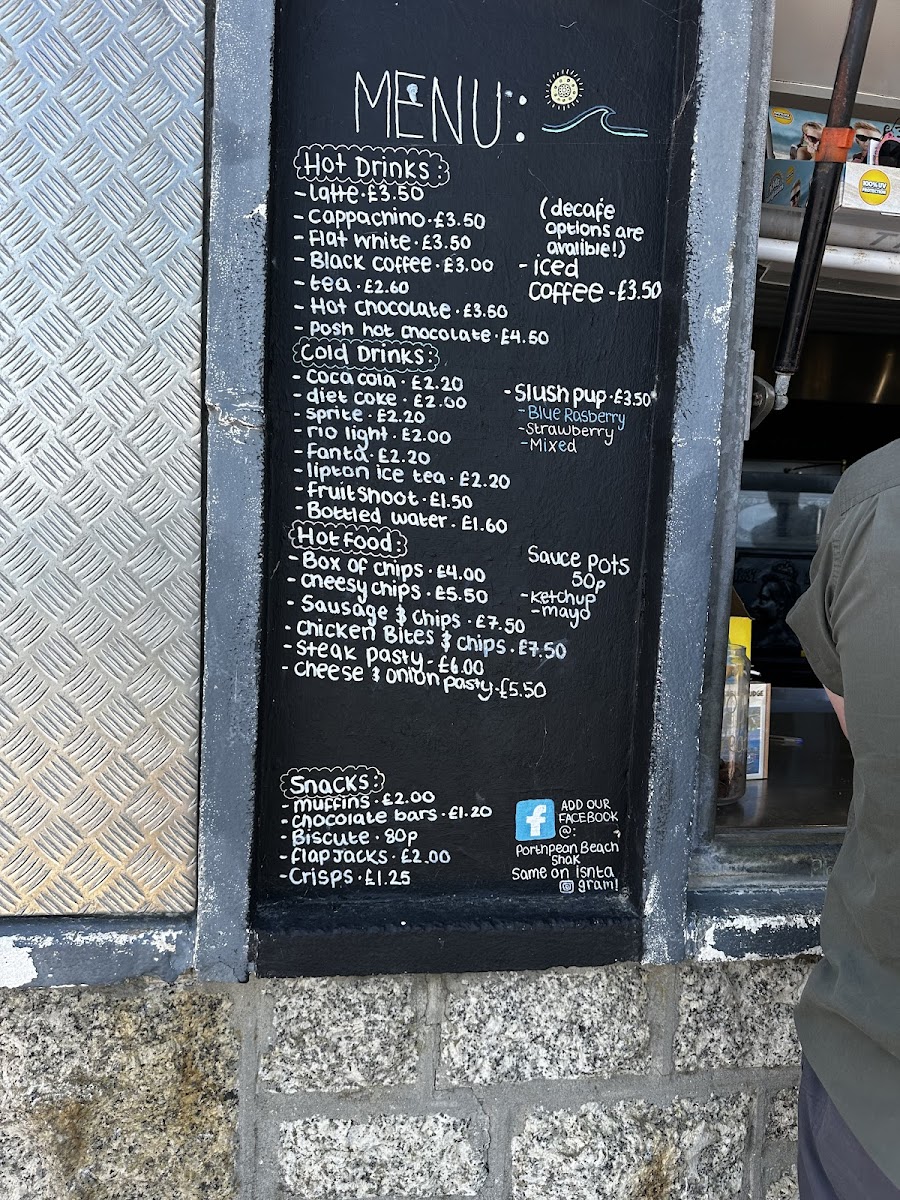 MENU:
Hot Drinks:
- Latte · £3.50
- Cappachino · £3.50
- Flat white · £3.50
- Black coffee · £3.00
- tea · £2.60
- Hot chocolate · £3.60
- Posh hot chocolate · £4.50
(decafe
options are
avalible!)
- iced
coffee - £3.50
Cold Drinks:
- coca cola · £2.20
- diet coke · £2.00
- sprite · £2.20
- rio light · £2.00
- Fanta · £2.20
- lipton ice tea · £2.20
- fruitshoot · £1.50
- Bottled water · £1.60
- Slush pup · £3.50
- Blue Rasberry
- Strawberry
- Mixed
Hot food:
- Box of chips · £4.00
- cheesy chips · £5.50
- Sausage & chips · £7.50
- chicken Bites & chips · £7.50
- steak pasty - £6.00
- cheese & onion pasty · £5.50
Sauce Pots
50p
- ketchup
- mayo
Snacks:
- muffins · £2.00
- chocolate bars · £1.20
- Biscute · 80p
- flapjacks · £2.00
- Crisps · £1.25
f ADD OUR
FACEBOOK
@:
Porthpean Beach
Shak
Same on isnta
gram!
100% UV
PROTECTION